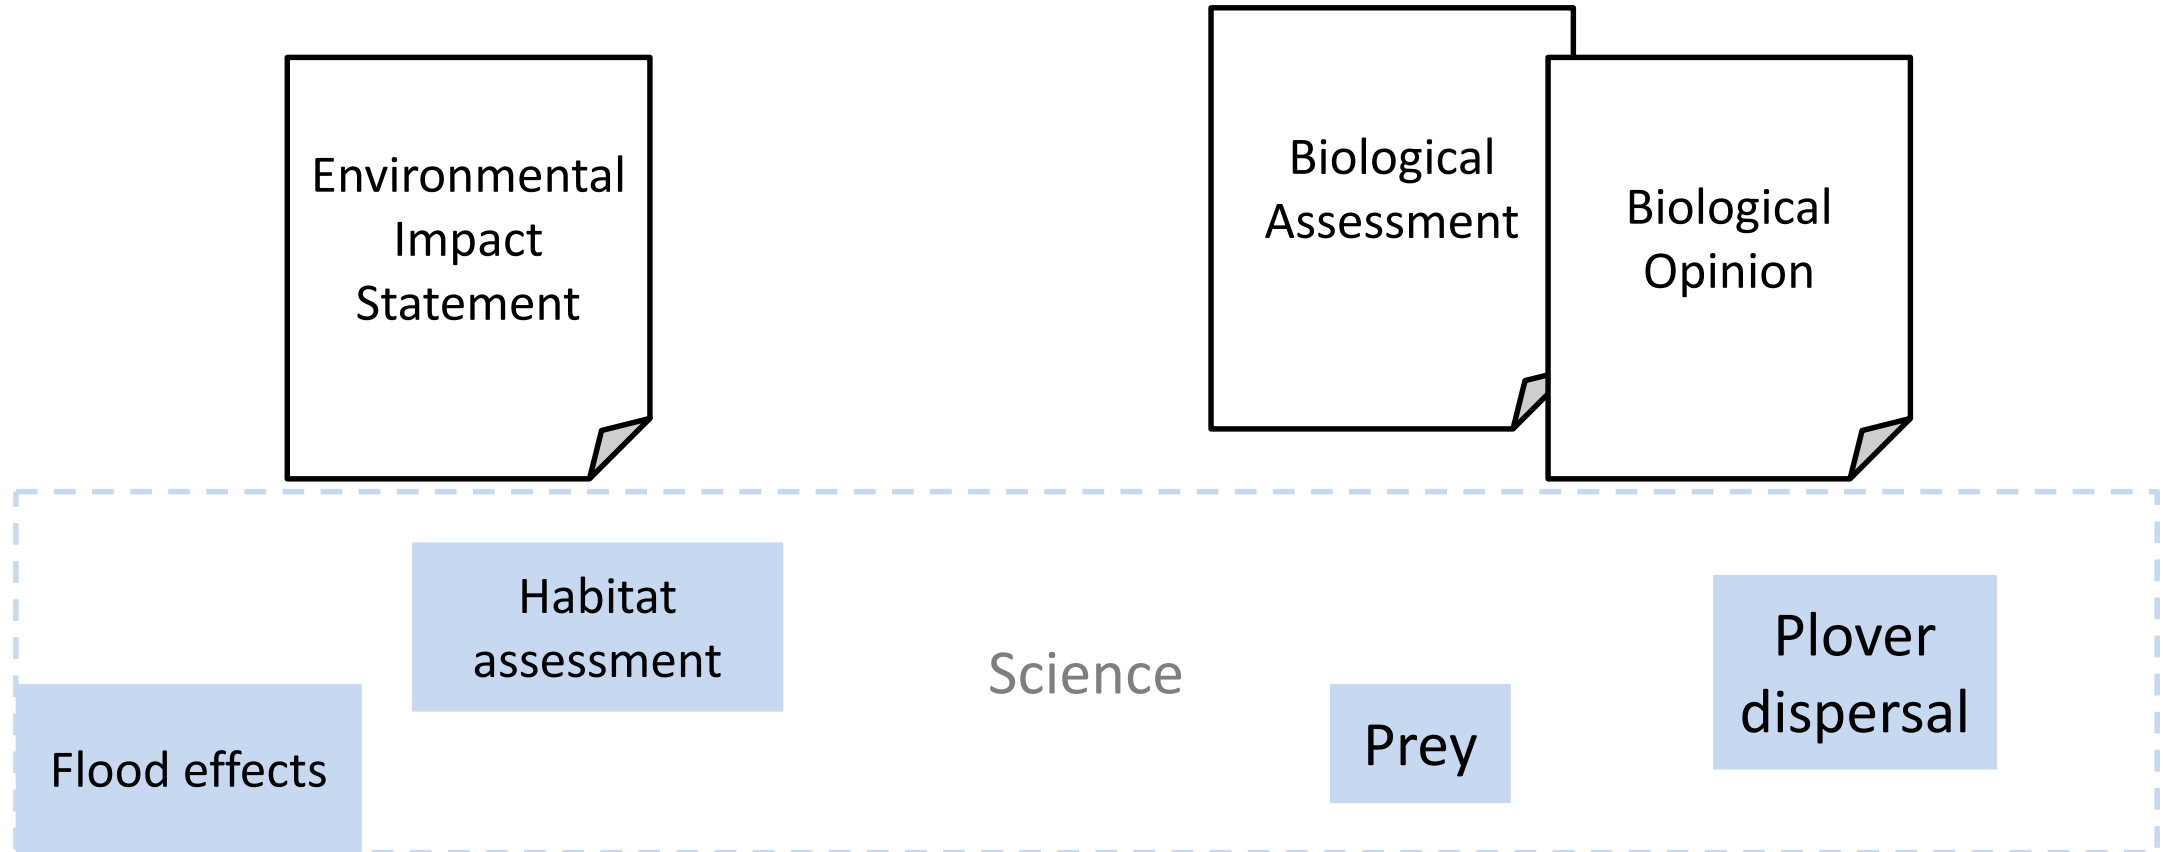 Environmental
Impact
Statement
Biological
Assessment
Biological
Opinion
Habitat
assessment
Flood effects
Science
Prey
Plover
dispersal